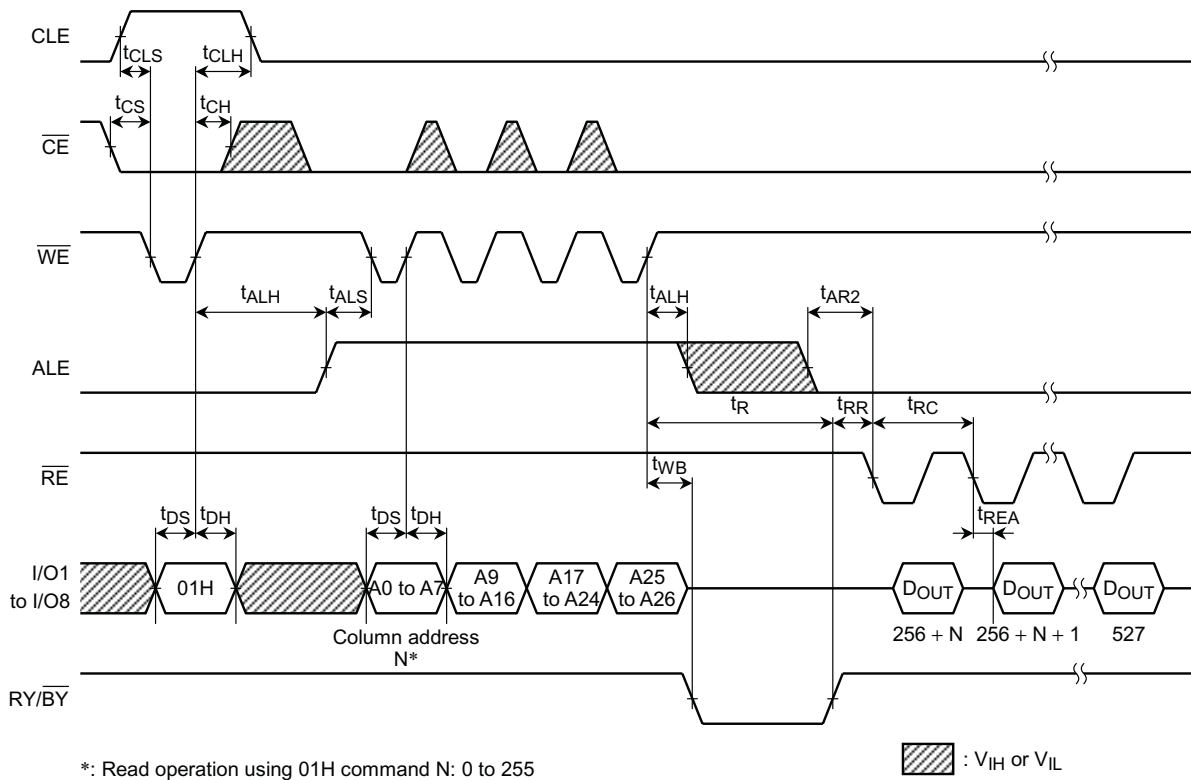 CLE
tCLS
tCLH
tCS
tCH
CE
WE
tALH
tALS
tALH
tAR2
ALE
tR
tRR
tRC
RE
tWB
tDS
tDH
tDS
tDH
tREA
I/O1
to I/O8
01H
A0 to A7
A9
to A16
A17
to A24
A25
to A26
DOUT
DOUT
DOUT
Column address
N*
256 + N
256 + N + 1
527
RY/BY
*: Read operation using 01H command N: 0 to 255
: VIH or VIL